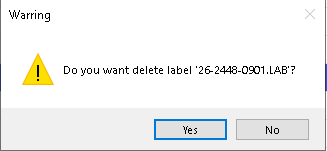 Warring
Do you want delete label '26-2448-0901.LAB'?
Yes
No